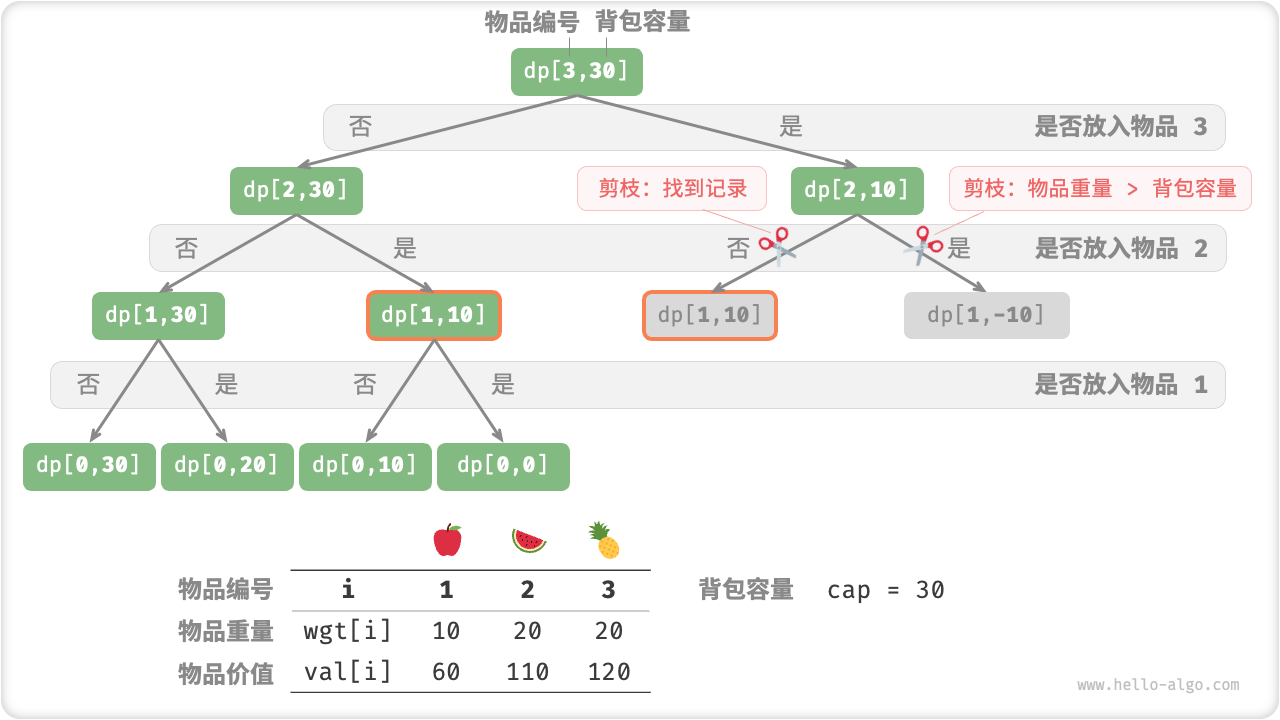 物品编号 背包容量
dp[3,30]
否 是 是否放入物品 3
dp[2,30] 剪枝：找到记录 dp[2,10] 剪枝：物品重量 > 背包容量
否 是 否 是 是否放入物品 2
dp[1,30] dp[1,10] dp[1,10] dp[1,-10]
否 是 否 是 是否放入物品 1
dp[0,30] dp[0,20] dp[0,10] dp[0,0]
物品编号 i 1 2 3 背包容量 cap = 30
物品重量 wgt[i] 10 20 20
物品价值 val[i] 60 110 120
www.hello-algo.com